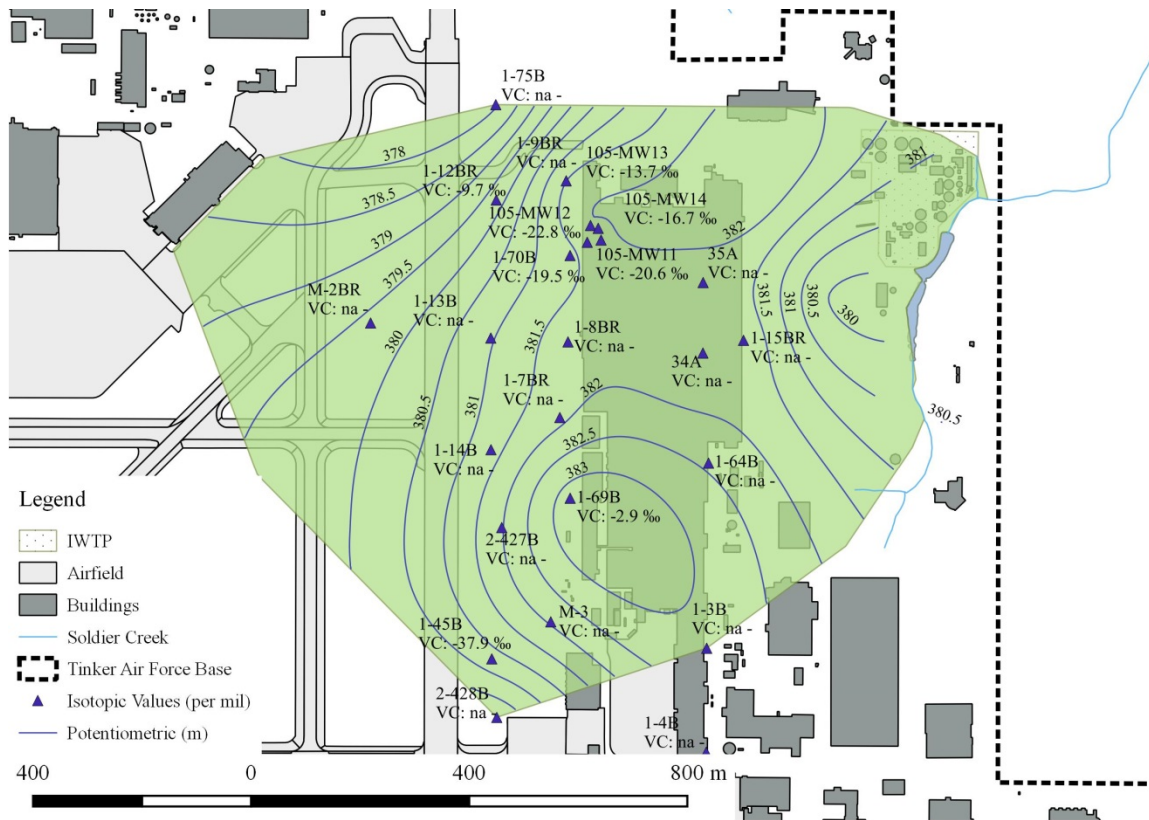 1-75B
VC: na -
1-9BR
VC: na -
105-MW13
VC: -13.7 ‰
381
378
1-12BR
VC: -9.7 ‰
378.5
105-MW14
VC: -16.7 ‰
105-MW12
VC: -22.8 ‰
382
379
1-70B
VC: -19.5 ‰
105-MW11
VC: -20.6 ‰
35A
VC: na -
379.5
M-2BR
VC: na -
1-13B
VC: na -
381.5
381.5
381
380.5
380
380
1-8BR
VC: na -
1-15BR
VC: na -
34A
VC: na -
1-7BR
VC: na -
382
380.5
381
380.5
382.5
1-14B
VC: na -
383
1-64B
VC: na -
1-69B
VC: -2.9 ‰
2-427B
VC: na -
M-3
VC: na -
1-45B
VC: -37.9 ‰
1-3B
VC: na -
2-428B
VC: na -
1-4B
VC: na -
Legend
IWTP
Airfield
Buildings
Soldier Creek
Tinker Air Force Base
Isotopic Values (per mil)
Potentiometric (m)
400 0 400 800 m